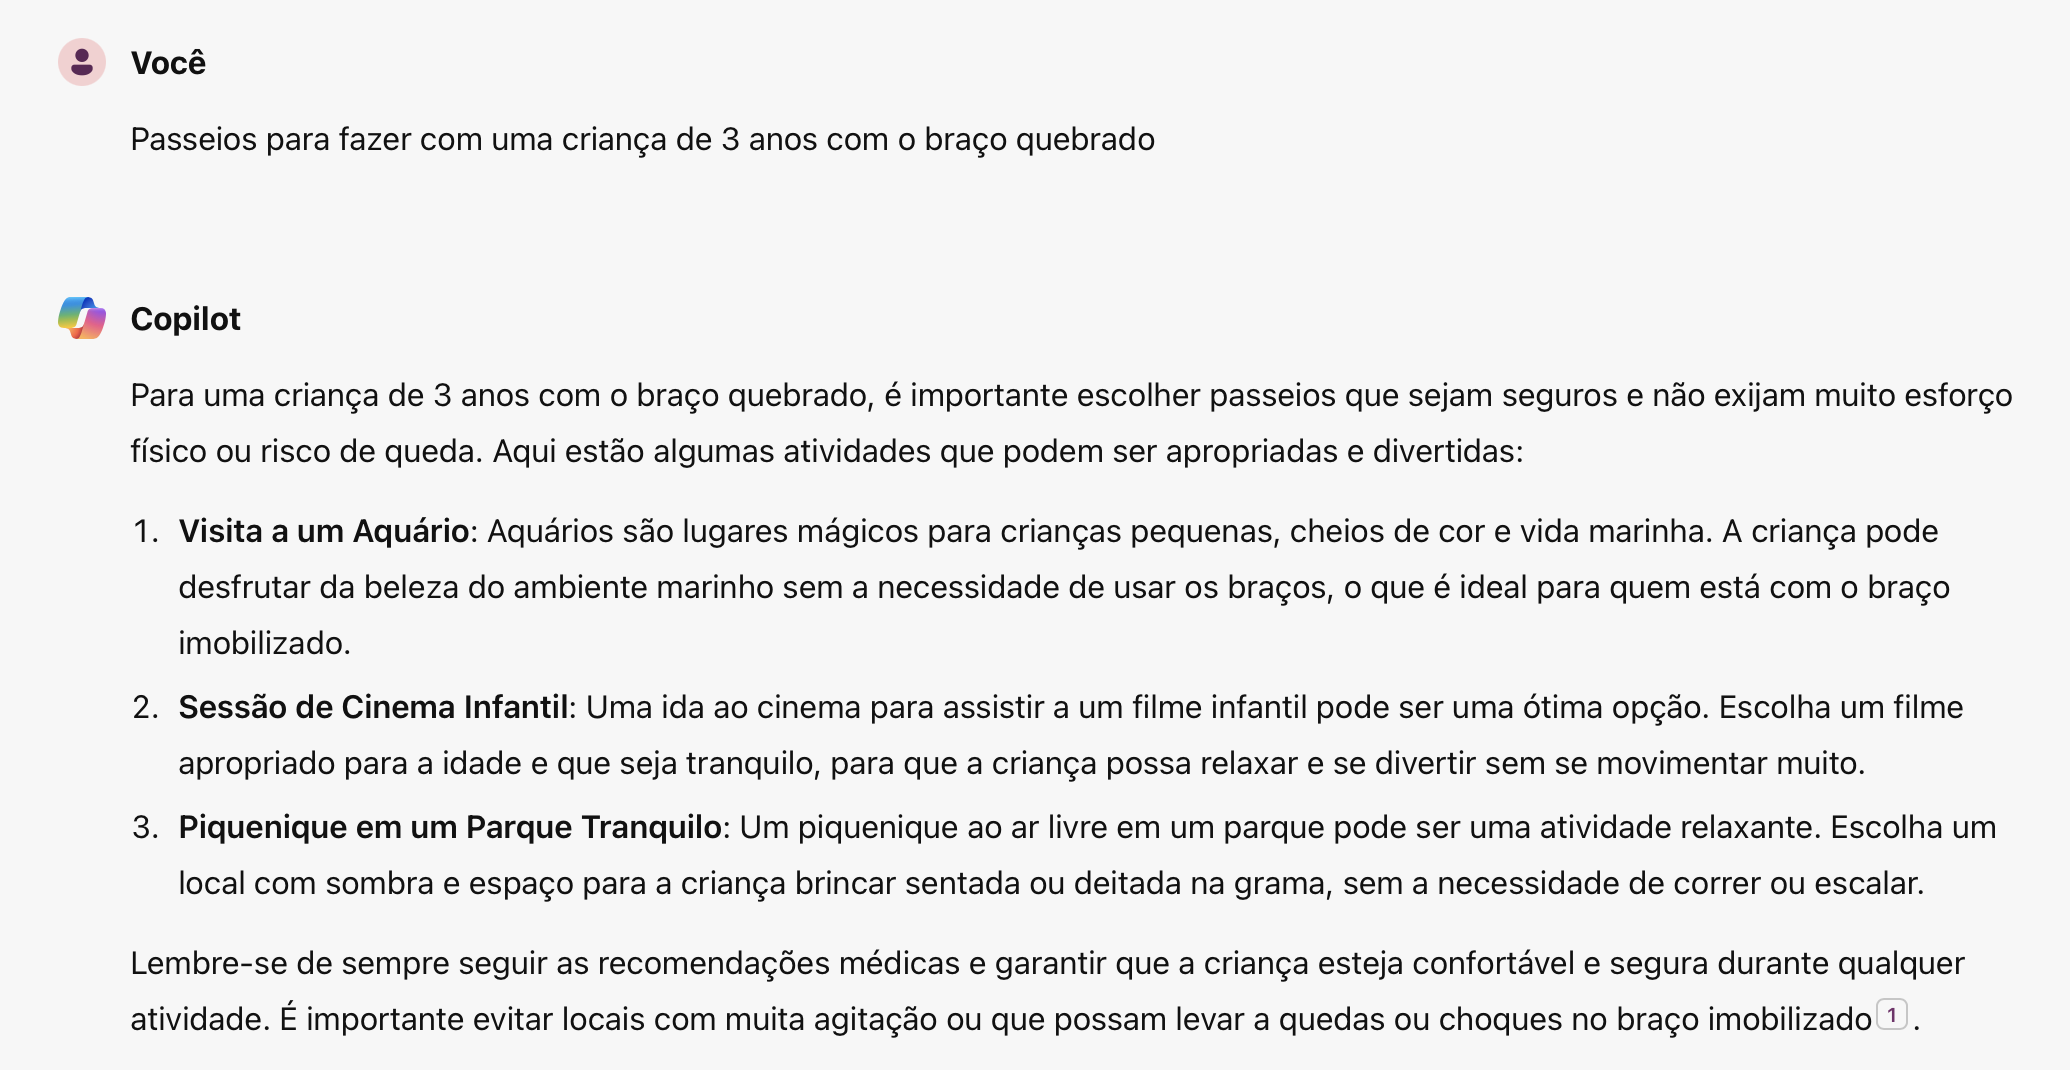 Você
Passeios para fazer com uma criança de 3 anos com o braço quebrado
Copilot
Para uma criança de 3 anos com o braço quebrado, é importante escolher passeios que sejam seguros e não exijam muito esforço
físico ou risco de queda. Aqui estão algumas atividades que podem ser apropriadas e divertidas:
1. Visita a um Aquário: Aquários são lugares mágicos para crianças pequenas, cheios de cor e vida marinha. A criança pode
desfrutar da beleza do ambiente marinho sem a necessidade de usar os braços, o que é ideal para quem está com o braço
imobilizado.
2. Sessão de Cinema Infantil: Uma ida ao cinema para assistir a um filme infantil pode ser uma ótima opção. Escolha um filme
apropriado para a idade e que seja tranquilo, para que a criança possa relaxar e se divertir sem se movimentar muito.
3. Piquenique em um Parque Tranquilo: Um piquenique ao ar livre em um parque pode ser uma atividade relaxante. Escolha um
local com sombra e espaço para a criança brincar sentada ou deitada na grama, sem a necessidade de correr ou escalar.
Lembre-se de sempre seguir as recomendações médicas e garantir que a criança esteja confortável e segura durante qualquer
atividade. É importante evitar locais com muita agitação ou que possam levar a quedas ou choques no braço imobilizado 1 .